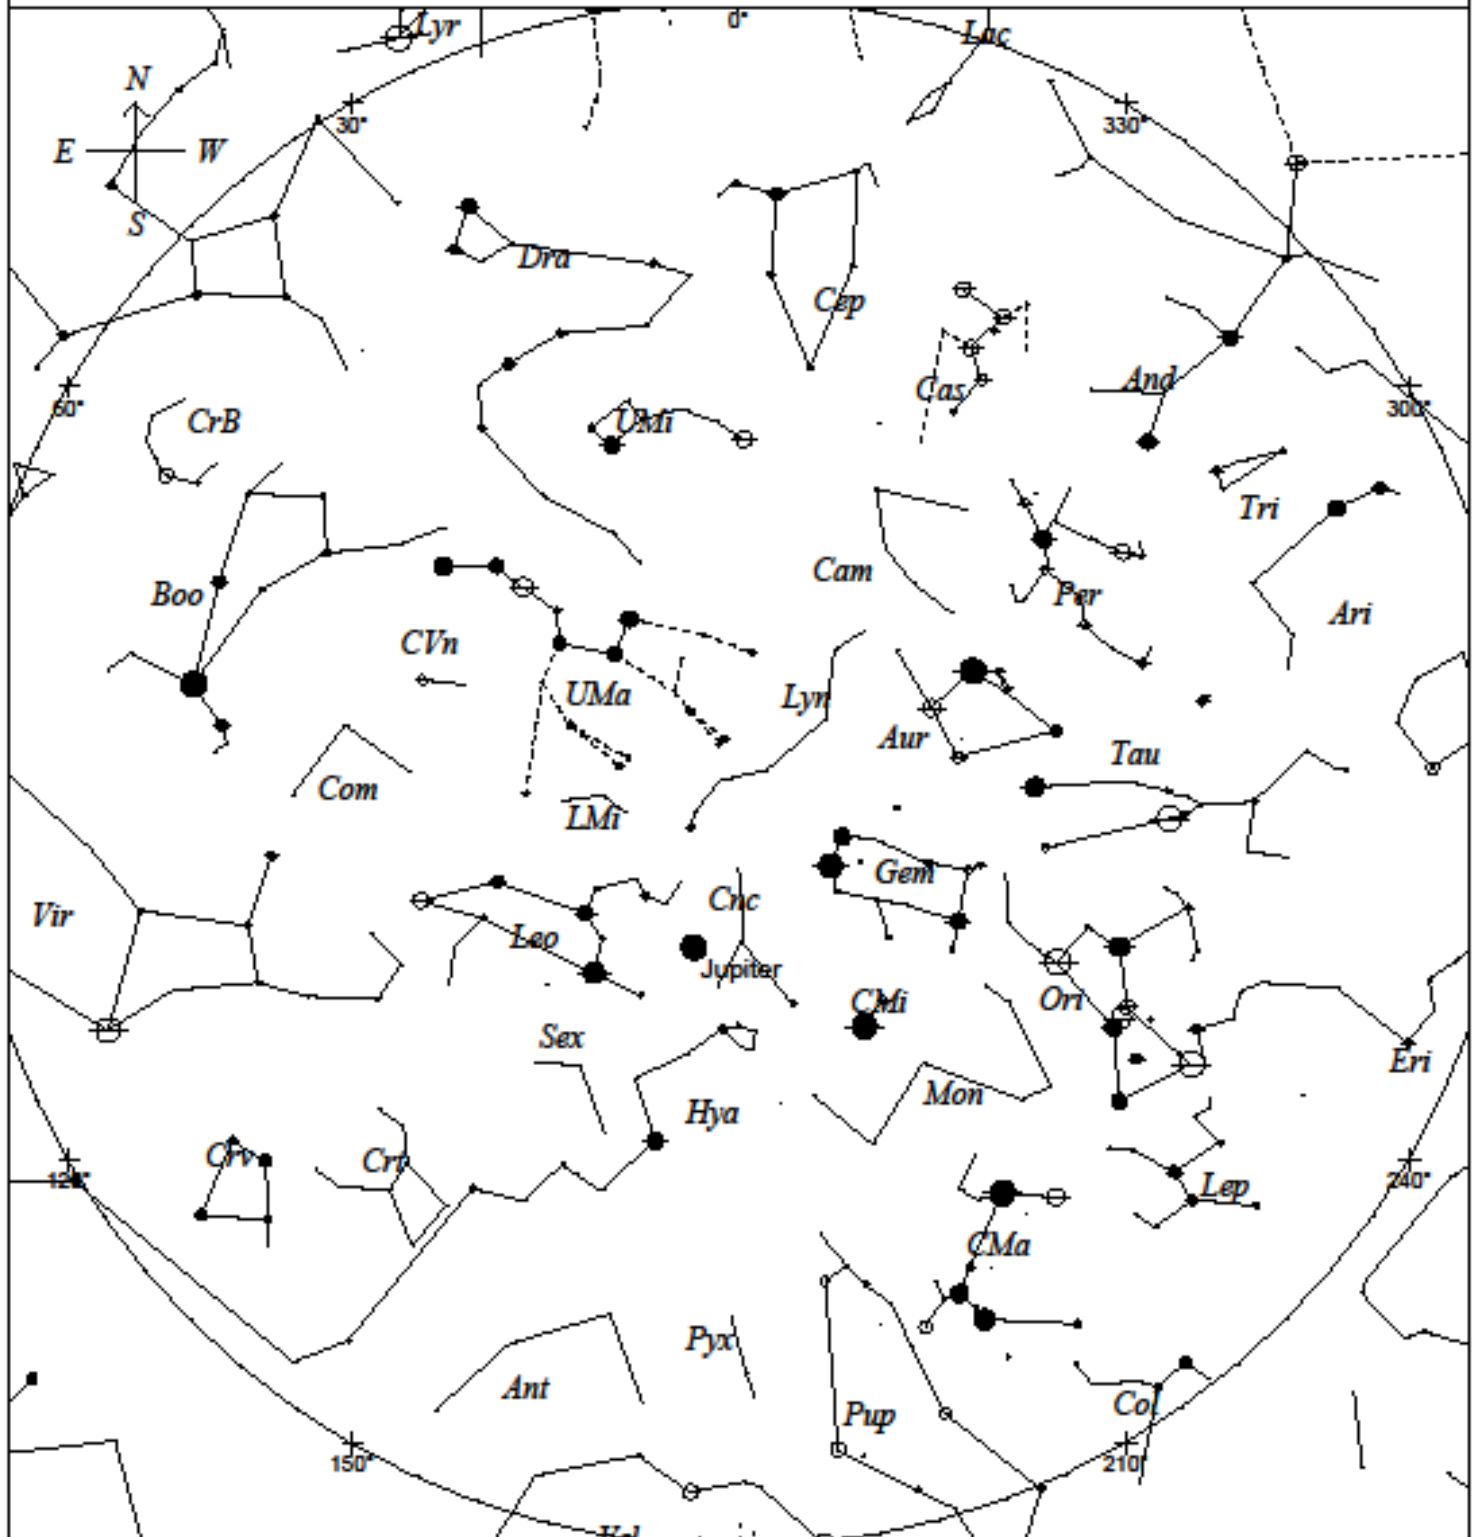 Lyr
0°
Lac
N
30°
330°
E W
S
Dra
Cep
Cas
And
60°
300°
CrB
UMi
Tri
Cam
Boo
Per
Ari
CVn
UMa
Lyn
Aur
Tau
Com
LMi
Gem
Cnc
Vir
Leo
Jupiter
CMi
Ori
Sex
Eri
Mon
Hya
Crv
Crt
120°
240°
Lep
CMa
Pyx
Ant
Col
Pup
150°
210°